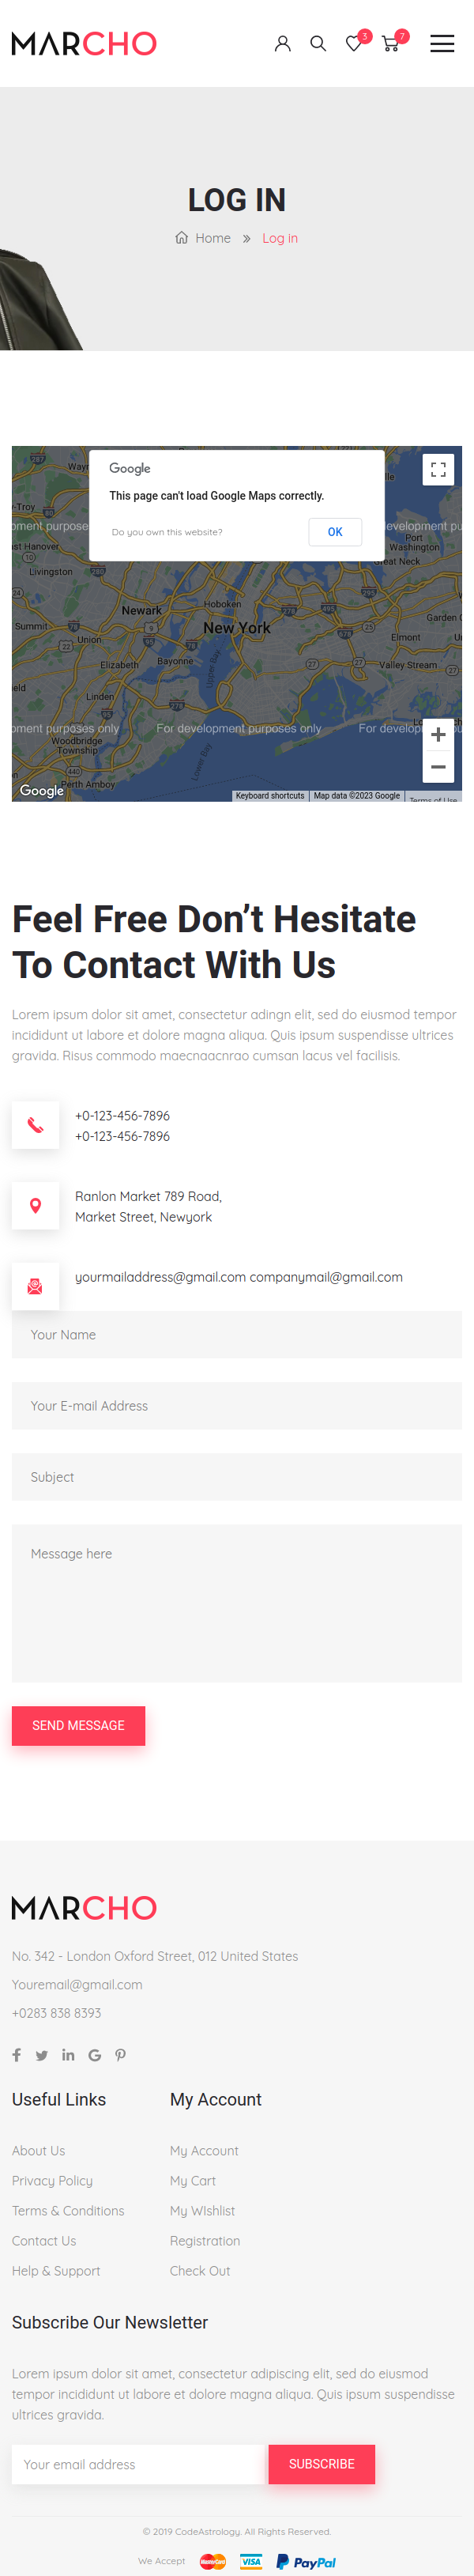 MARCHO
3
7
LOG IN
Home » Log in
Google
This page can't load Google Maps correctly.
Do you own this website?
OK
Livingston
Newark
Hoboken
New York
Port
Washington
Great Neck
Summit
Union
Garden
Elmont
Elizabeth
Bayonne
Valley Stream
Linden
Upper Bay
For development purposes only
Woodbridge
Township
Lower Bay
Perth Amboy
Google
Keyboard shortcuts
Map data ©2023 Google
Terms of Use
Feel Free Don’t Hesitate
To Contact With Us
Lorem ipsum dolor sit amet, consectetur adingn elit, sed do eiusmod tempor
incididunt ut labore et dolore magna aliqua. Quis ipsum suspendisse ultrices
gravida. Risus commodo maecnaacnrao cumsan lacus vel facilisis.
+0-123-456-7896
+0-123-456-7896
Ranlon Market 789 Road,
Market Street, Newyork
yourmailaddress@gmail.com companymail@gmail.com
Your Name
Your E-mail Address
Subject
Message here
SEND MESSAGE
MARCHO
No. 342 - London Oxford Street, 012 United States
Youremail@gmail.com
+0283 838 8393
Useful Links
My Account
About Us
My Account
Privacy Policy
My Cart
Terms & Conditions
My WIshlist
Contact Us
Registration
Help & Support
Check Out
Subscribe Our Newsletter
Lorem ipsum dolor sit amet, consectetur adipiscing elit, sed do eiusmod
tempor incididunt ut labore et dolore magna aliqua. Quis ipsum suspendisse
ultrices gravida.
Your email address
SUBSCRIBE
© 2019 CodeAstrology. All Rights Reserved.
We Accept
MasterCard
VISA
PayPal